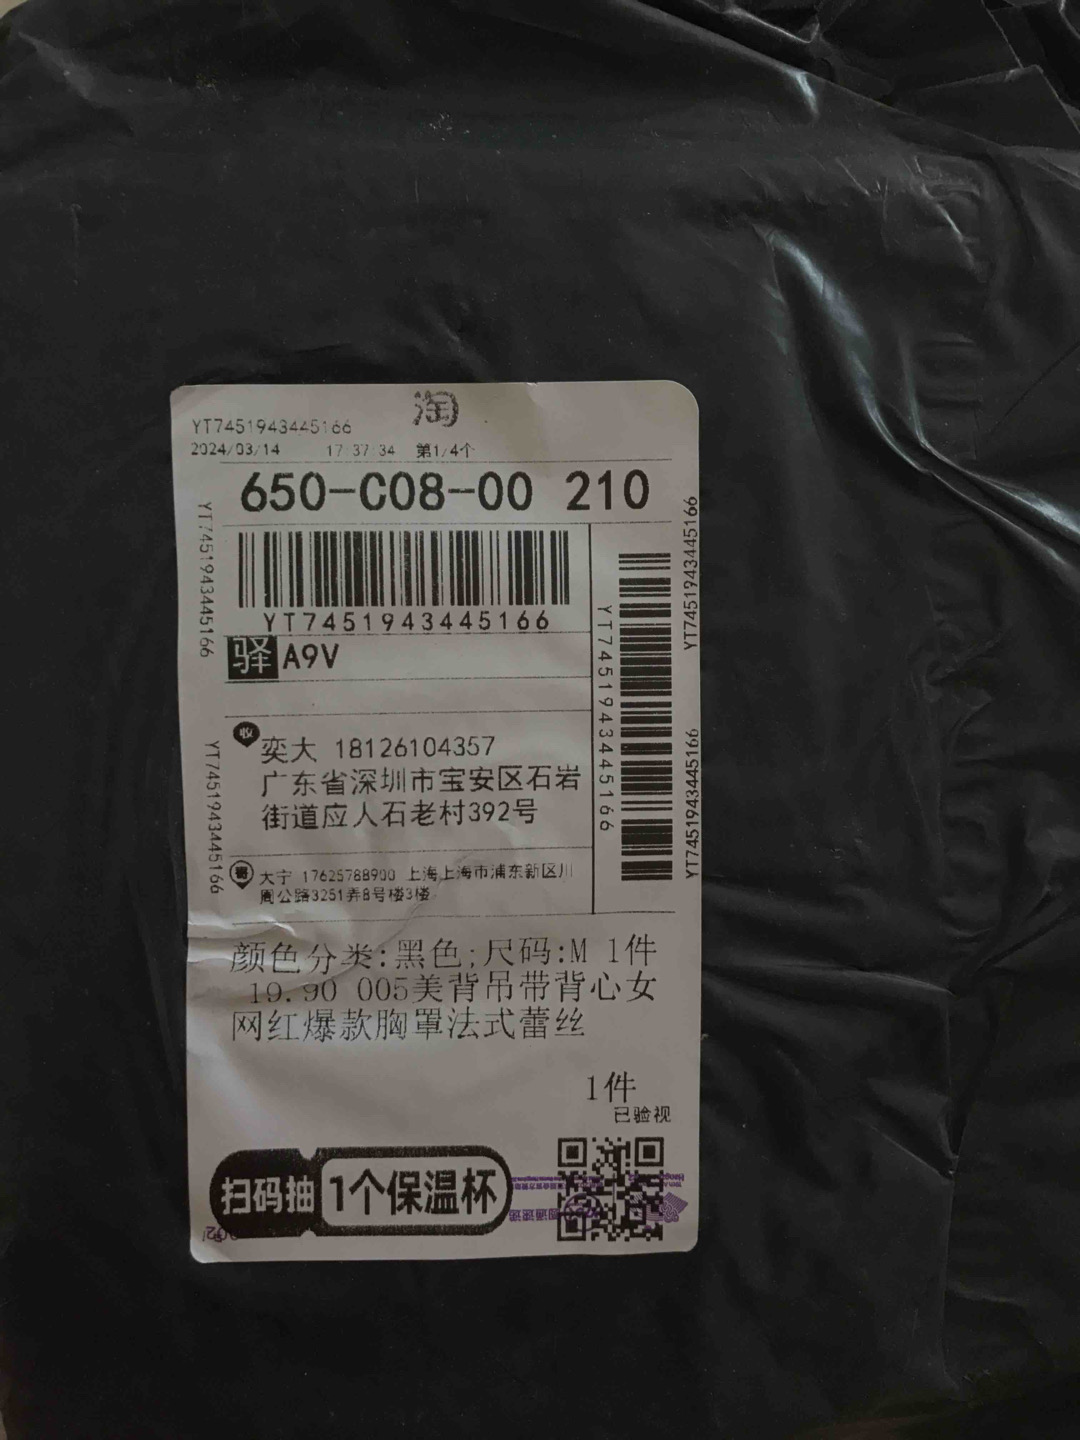 淘
YT7451943445166
2024/03/14 17:37:34 第1/4个
650-C08-00 210
YT7451943445166
驿 A9V
收 奕大 18126104357
广东省深圳市宝安区石岩
街道应人石老村392号
寄 大宁 17625788900 上海上海市浦东新区川
周公路3251弄8号楼3楼
颜色分类:黑色;尺码:M 1件
19.90 005美背吊带背心女
网红爆款胸罩法式蕾丝
1件
已验视
扫码抽 1个保温杯
YT7451943445166
YT7451943445166
YT7451943445166
YT7451943445166
YT7451943445166
圆通速递